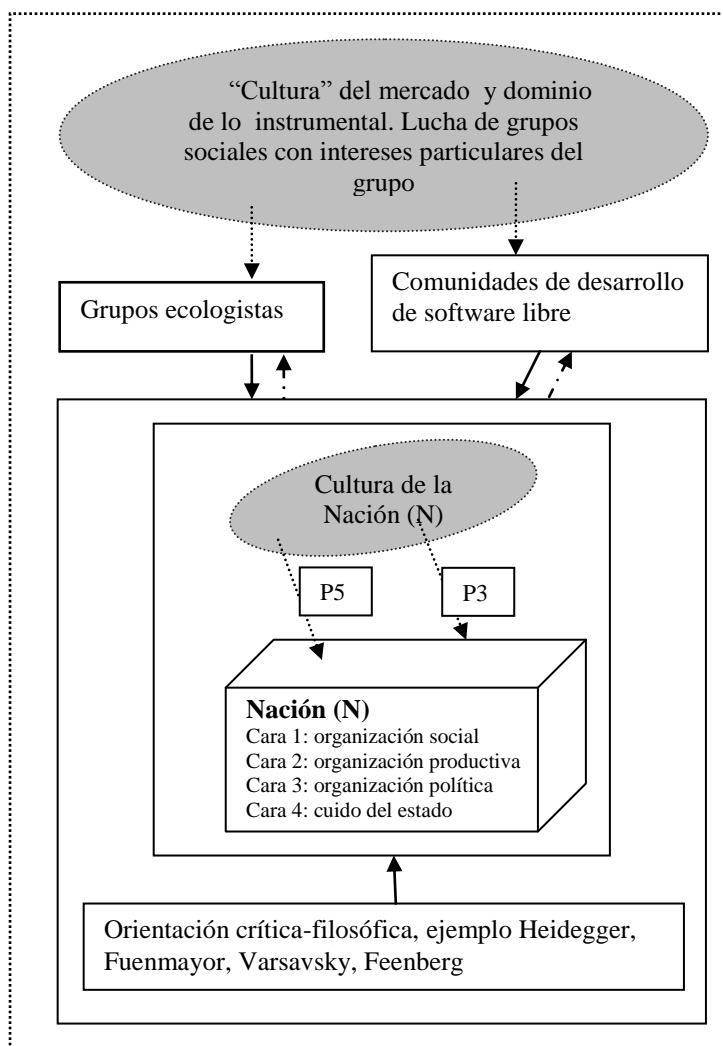 “Cultura” del mercado y dominio
de lo instrumental. Lucha de grupos
sociales con intereses particulares del
grupo
Grupos ecologistas
Comunidades de desarrollo
de software libre
Cultura de la
Nación (N)
P5
P3
Nación (N)
Cara 1: organización social
Cara 2: organización productiva
Cara 3: organización política
Cara 4: cuido del estado
Orientación crítica-filosófica, ejemplo Heidegger,
Fuenmayor, Varsavsky, Feenberg